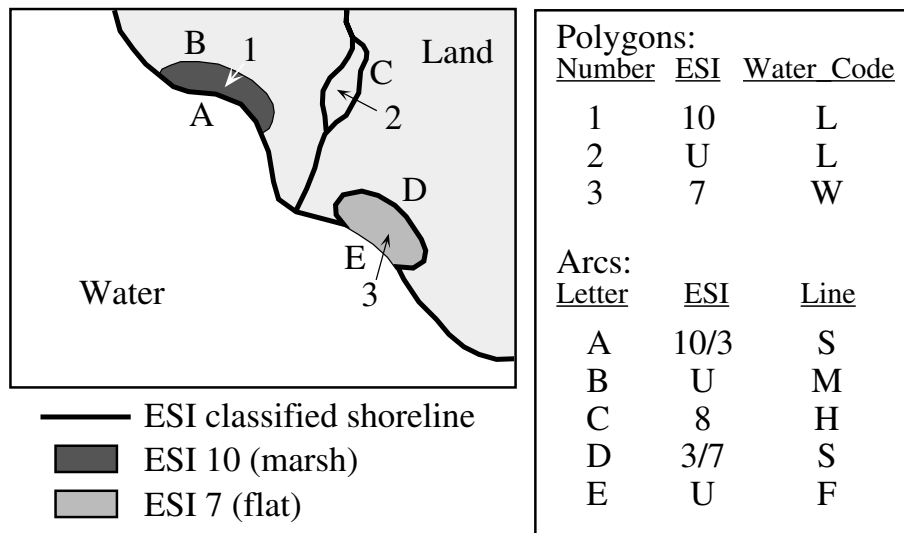 B
1
Land
C
A
2
D
E
Water
3
ESI classified shoreline
ESI 10 (marsh)
ESI 7 (flat)
Polygons:
Number ESI Water_Code
1 10 L
2 U L
3 7 W
Arcs:
Letter ESI Line
A 10/3 S
B U M
C 8 H
D 3/7 S
E U F